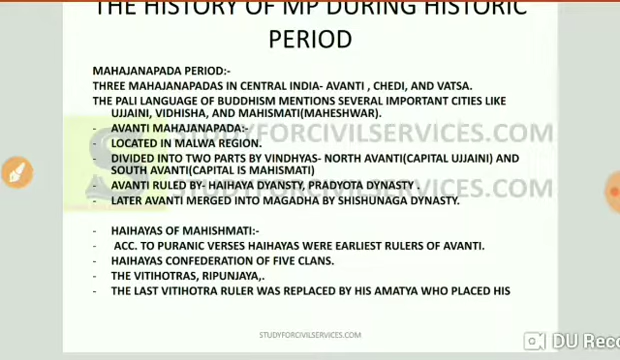 THE HISTORY OF MP DURING HISTORIC
PERIOD
MAHAJANAPADA PERIOD:-
THREE MAHAJANAPADAS IN CENTRAL INDIA- AVANTI , CHEDI, AND VATSA.
THE PALI LANGUAGE OF BUDDHISM MENTIONS SEVERAL IMPORTANT CITIES LIKE
UJJAINI, VIDHISHA, AND MAHISMATI(MAHESHWAR).
- AVANTI MAHAJANAPADA:-
STUDYFORCIVILSERVICES.COM
- LOCATED IN MALWA REGION.
- DIVIDED INTO TWO PARTS BY VINDHYAS- NORTH AVANTI(CAPITAL UJJAINI) AND
SOUTH AVANTI(CAPITAL IS MAHISMATI)
- AVANTI RULED BY- HAIHAYA DYANSTY, PRADYOTA DYNASTY .
STUDYFORCIVILSERVICES.COM
- LATER AVANTI MERGED INTO MAGADHA BY SHISHUNAGA DYNASTY.
- HAIHAYAS OF MAHISHMATI:-
- ACC. TO PURANIC VERSES HAIHAYAS WERE EARLIEST RULERS OF AVANTI.
- HAIHAYAS CONFEDERATION OF FIVE CLANS.
- THE VITIHOTRAS, RIPUNJAYA,.
- THE LAST VITIHOTRA RULER WAS REPLACED BY HIS AMATYA WHO PLACED HIS
STUDYFORCIVILSERVICES.COM
DU Reco